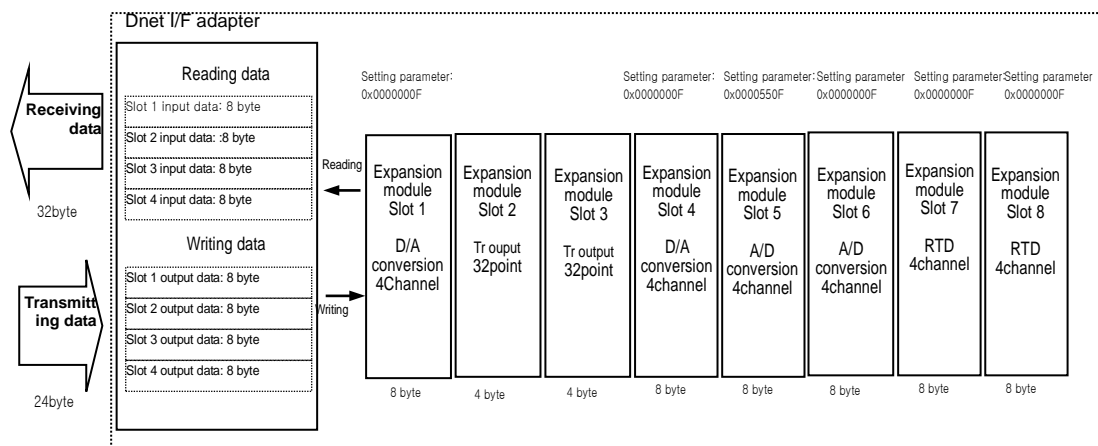 Dnet I/F adapter
Reading data
Slot 1 input data: 8 byte
Slot 2 input data: :8 byte
Slot 3 input data: 8 byte
Slot 4 input data: 8 byte
Writing data
Slot 1 output data: 8 byte
Slot 2 output data: 8 byte
Slot 3 output data: 8 byte
Slot 4 output data: 8 byte
Receiving
data
32byte
Transmitt
ing data
24byte
Reading
Writing
Setting parameter:
0x0000000F
Expansion
module
Slot 1
D/A
conversion
4Channel
8 byte
Expansion
module
Slot 2
Tr ouput
32point
4 byte
Expansion
module
Slot 3
Tr output
32point
4 byte
Setting parameter:
0x0000000F
Expansion
module
Slot 4
D/A
conversion
4channel
8 byte
Setting parameter:
0x0000550F
Expansion
module
Slot 5
A/D
conversion
4channel
8 byte
Setting parameter
0x0000000F
Expansion
module
Slot 6
A/D
conversion
4channel
8 byte
Setting parameter:
0x0000000F
Expansion
module
Slot 7
RTD
4channel
8 byte
Setting parameter
0x0000000F
Expansion
module
Slot 8
RTD
4channel
8 byte